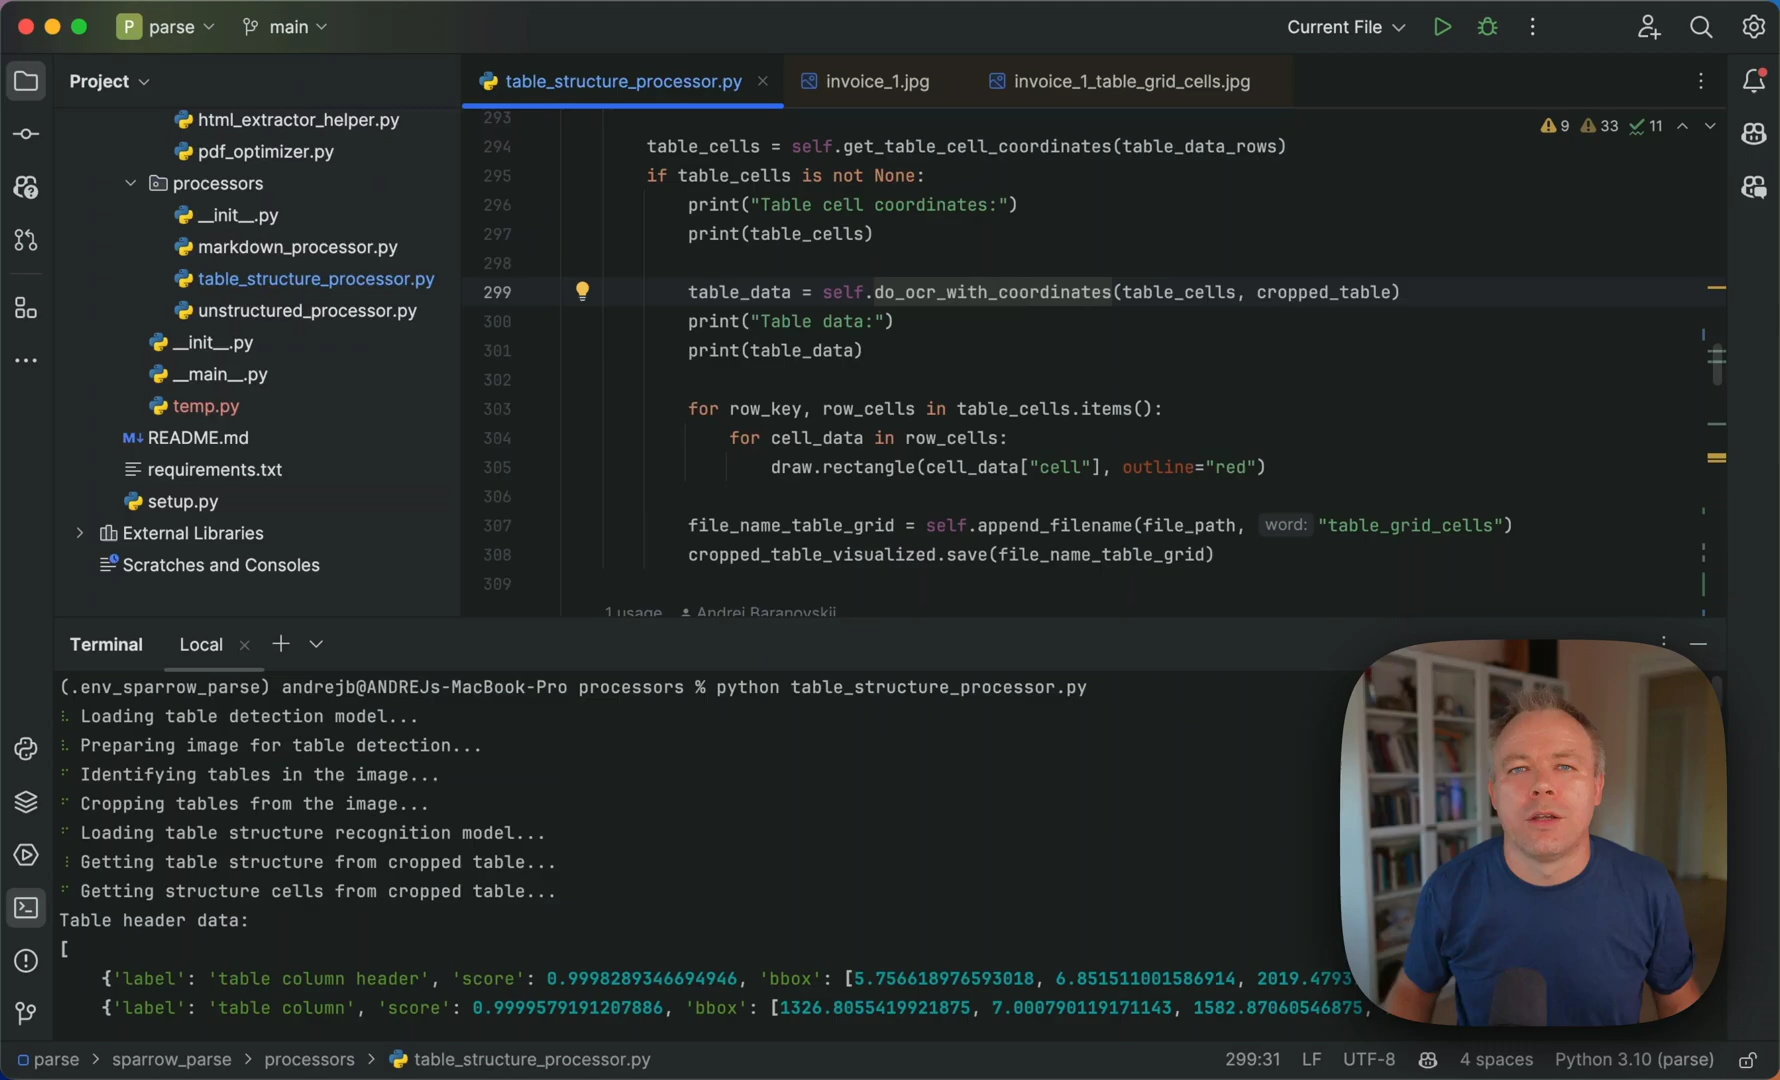 P parse main Current File
Project
html_extractor_helper.py
pdf_optimizer.py
processors
__init__.py
markdown_processor.py
table_structure_processor.py
unstructured_processor.py
__init__.py
__main__.py
temp.py
M↓ README.md
requirements.txt
setup.py
External Libraries
Scratches and Consoles
table_structure_processor.py invoice_1.jpg invoice_1_table_grid_cells.jpg
9 33 11
293
294 table_cells = self.get_table_cell_coordinates(table_data_rows)
295 if table_cells is not None:
296 print("Table cell coordinates:")
297 print(table_cells)
298
299 table_data = self.do_ocr_with_coordinates(table_cells, cropped_table)
300 print("Table data:")
301 print(table_data)
302
303 for row_key, row_cells in table_cells.items():
304 for cell_data in row_cells:
305 draw.rectangle(cell_data["cell"], outline="red")
306
307 file_name_table_grid = self.append_filename(file_path, word: "table_grid_cells")
308 cropped_table_visualized.save(file_name_table_grid)
309
1 usage Andrej Baranovskij
Terminal Local
(.env_sparrow_parse) andrejb@ANDREJs-MacBook-Pro processors % python table_structure_processor.py
Loading table detection model...
Preparing image for table detection...
Identifying tables in the image...
Cropping tables from the image...
Loading table structure recognition model...
Getting table structure from cropped table...
Getting structure cells from cropped table...
Table header data:
[
{'label': 'table column header', 'score': 0.9998289346694946, 'bbox': [5.756618976593018, 6.851511001586914, 2019.4793
{'label': 'table column', 'score': 0.9999579191207886, 'bbox': [1326.8055419921875, 7.000790119171143, 1582.87060546875,
parse > sparrow_parse > processors > table_structure_processor.py 299:31 LF UTF-8 4 spaces Python 3.10 (parse)